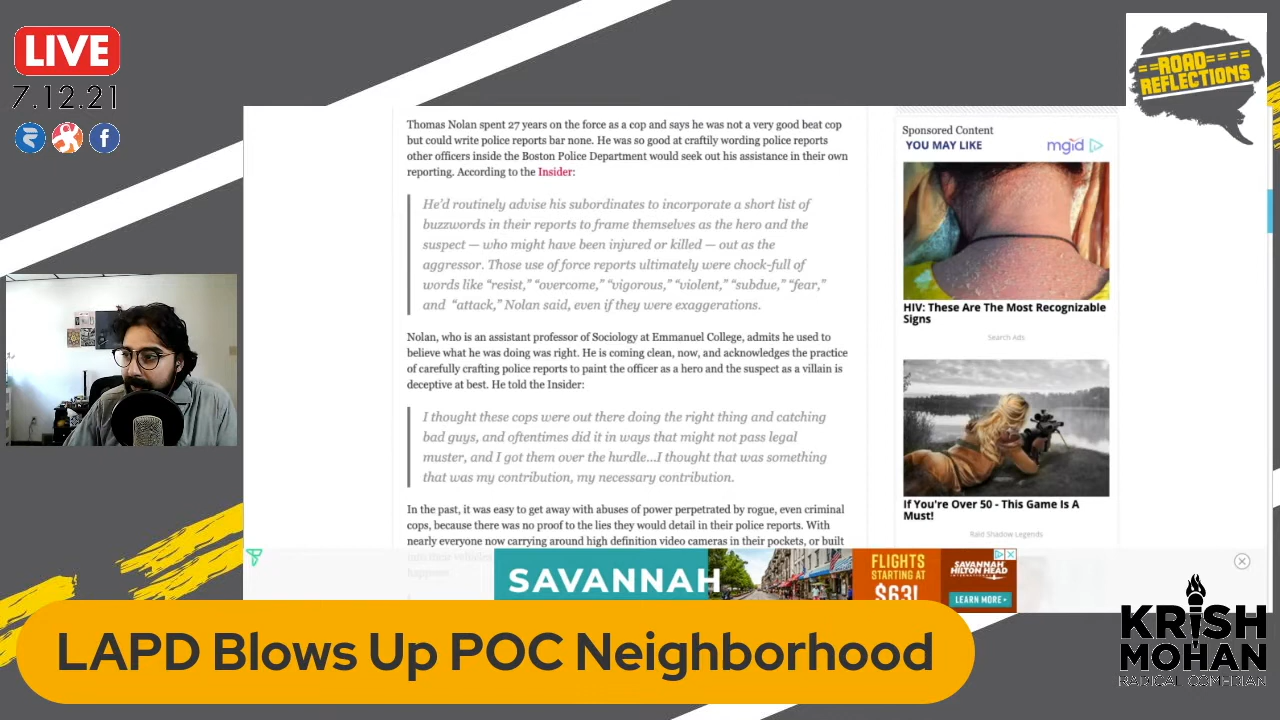 LIVE
7.12.21
ROAD
REFLECTIONS
Thomas Nolan spent 27 years on the force as a cop and says he was not a very good beat cop
but could write police reports bar none. He was so good at craftily wording police reports
other officers inside the Boston Police Department would seek out his assistance in their own
reporting. According to the Insider:
He'd routinely advise his subordinates to incorporate a short list of
buzzwords in their reports to frame themselves as the hero and the
suspect — who might have been injured or killed — out as the
aggressor. Those use of force reports ultimately were chock-full of
words like “resist,” “overcome,” “vigorous,” “violent,” “subdue,” “fear,”
and “attack,” Nolan said, even if they were exaggerations.
Nolan, who is an assistant professor of Sociology at Emmanuel College, admits he used to
believe what he was doing was right. He is coming clean, now, and acknowledges the practice
of carefully crafting police reports to paint the officer as a hero and the suspect as a villain is
deceptive at best. He told the Insider:
I thought these cops were out there doing the right thing and catching
bad guys, and oftentimes did it in ways that might not pass legal
muster, and I got them over the hurdle...I thought that was something
that was my contribution, my necessary contribution.
In the past, it was easy to get away with abuses of power perpetrated by rogue, even criminal
cops, because there was no proof to the lies they would detail in their police reports. With
nearly everyone now carrying around high definition video cameras in their pockets, or built
happens
Sponsored Content
YOU MAY LIKE
mgid
HIV: These Are The Most Recognizable
Signs
Search Ads
If You're Over 50 - This Game Is A
Must!
Raid Shadow Legends
SAVANNAH
FLIGHTS
STARTING AT
$63!
SAVANNAH
HILTON HEAD
INTERNATIONAL
LEARN MORE
LAPD Blows Up POC Neighborhood
KRISH
MOHAN
RADICAL COMEDIAN